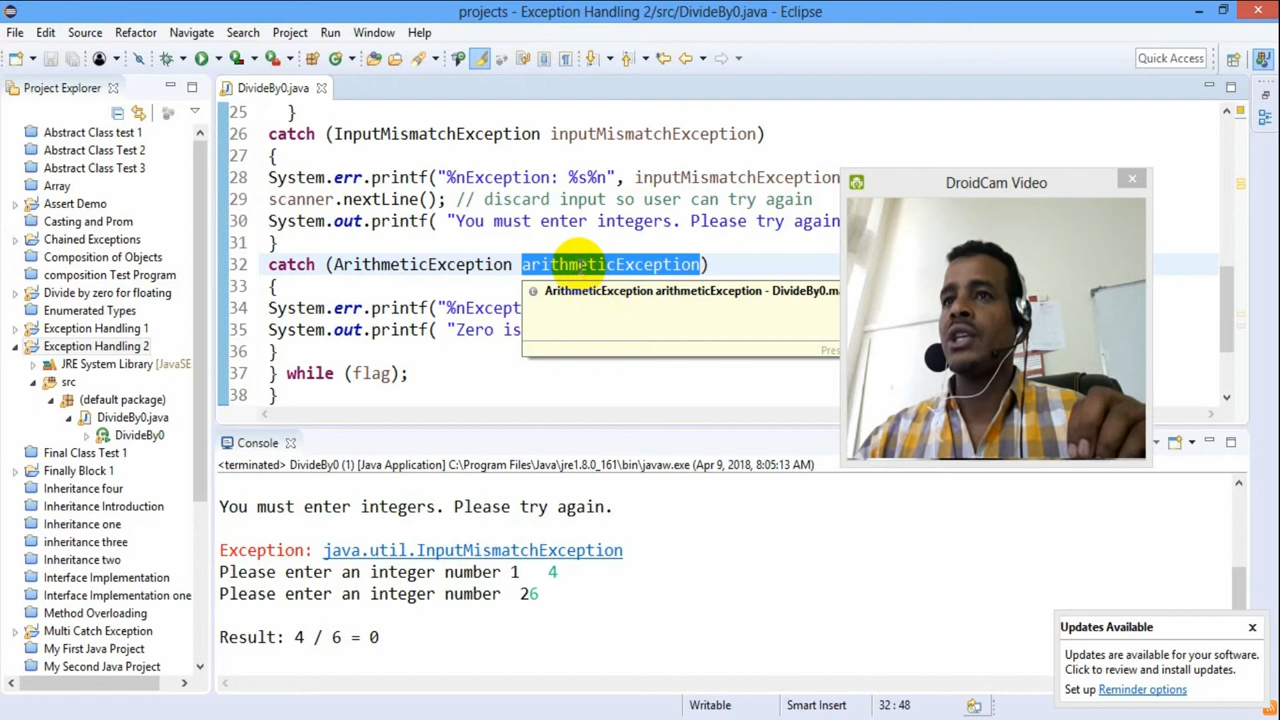 projects - Exception Handling 2/src/DivideBy0.java - Eclipse
File Edit Source Refactor Navigate Search Project Run Window Help
Quick Access
Project Explorer
Abstract Class test 1
Abstract Class Test 2
Abstract Class Test 3
Array
Assert Demo
Casting and Prom
Chained Exceptions
Composition of Objects
composition Test Program
Divide by zero for floating
Enumerated Types
Exception Handling 1
Exception Handling 2
JRE System Library [JavaSE
src
(default package)
DivideBy0.java
DivideBy0
Final Class Test 1
Finally Block 1
Inheritance four
Inheritance Introduction
Inheritance one
inheritance three
Inheritance two
Interface Implementation
Interface Implementation one
Method Overloading
Multi Catch Exception
My First Java Project
My Second Java Project
DivideBy0.java
25 }
26 catch (InputMismatchException inputMismatchException)
27 {
28 System.err.printf("%nException: %s%n", inputMismatchException
29 scanner.nextLine(); // discard input so user can try again
30 System.out.printf( "You must enter integers. Please try again
31 }
32 catch (ArithmeticException arithmeticException)
33 {
34 System.err.printf("%nExcept
35 System.out.printf( "Zero is
36 }
37 } while (flag);
38 }
ArithmeticException arithmeticException - DivideBy0.ma
Pres
DroidCam Video
Console
<terminated> DivideBy0 (1) [Java Application] C:\Program Files\Java\jre1.8.0_161\bin\javaw.exe (Apr 9, 2018, 8:05:13 AM)
You must enter integers. Please try again.
Exception: java.util.InputMismatchException
Please enter an integer number 1 4
Please enter an integer number 26
Result: 4 / 6 = 0
Updates Available
Updates are available for your software.
Click to review and install updates.
Set up Reminder options
Writable Smart Insert 32 : 48